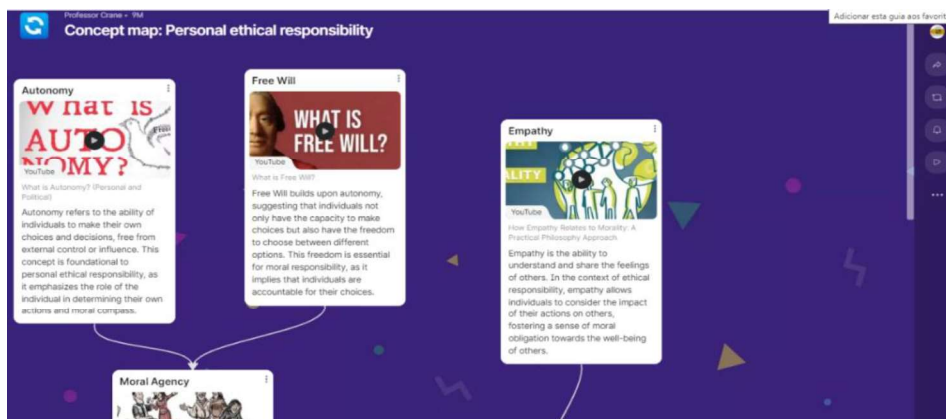 Professor Crane • 9M
Concept map: Personal ethical responsibility
Adicionar esta guia aos favorit
Autonomy
What is
AUTONOMY?
YouTube
What is Autonomy? (Personal and
Political)
Autonomy refers to the ability of
individuals to make their own
choices and decisions, free from
external control or influence. This
concept is foundational to
personal ethical responsibility, as
it emphasizes the role of the
individual in determining their own
actions and moral compass.
Free Will
WHAT IS
FREE WILL?
YouTube
What is Free Will?
Free Will builds upon autonomy,
suggesting that individuals not
only have the capacity to make
choices but also have the freedom
to choose between different
options. This freedom is essential
for moral responsibility, as it
implies that individuals are
accountable for their choices.
Empathy
ALITY
YouTube
How Empathy Relates to Morality: A
Practical Philosophy Approach
Empathy is the ability to
understand and share the feelings
of others. In the context of ethical
responsibility, empathy allows
individuals to consider the impact
of their actions on others,
fostering a sense of moral
obligation towards the well-being
of others.
Moral Agency